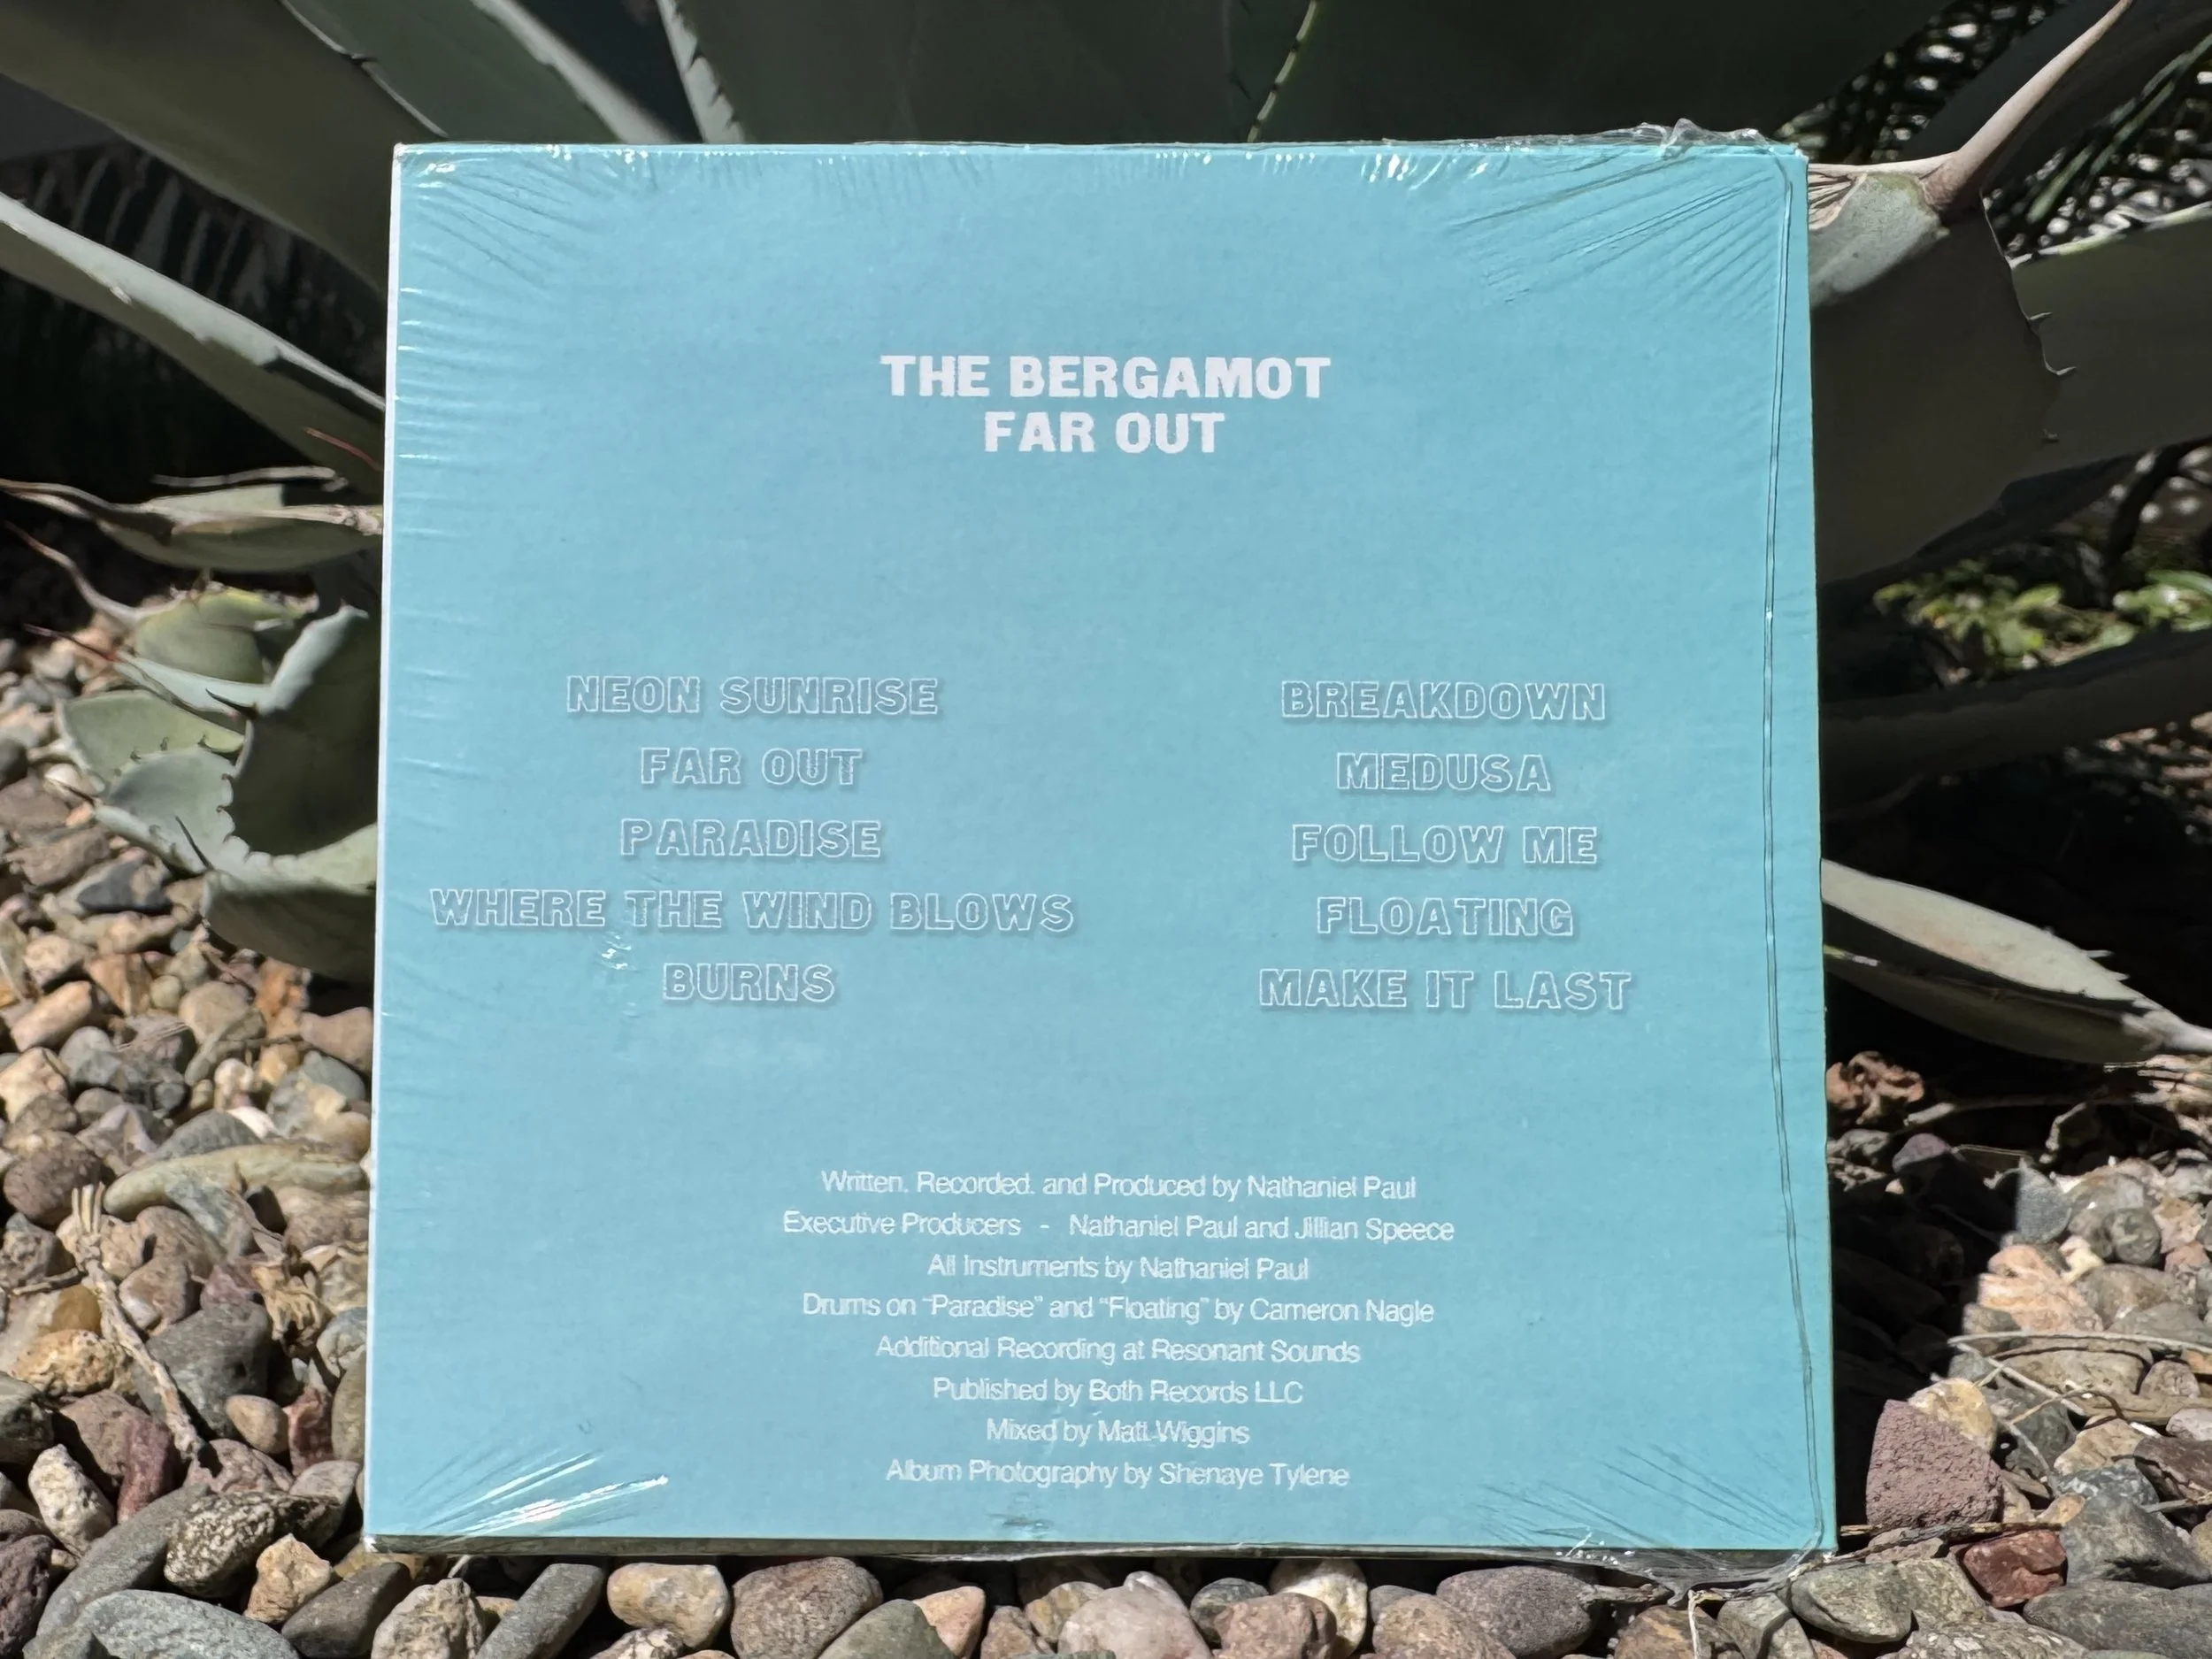 THE BERGAMOT
FAR OUT
NEON SUNRISE
FAR OUT
PARADISE
WHERE THE WIND BLOWS
BURNS
BREAKDOWN
MEDUSA
FOLLOW ME
FLOATING
MAKE IT LAST
Written. Recorded. and Produced by Nathaniel Paul
Executive Producers - Nathaniel Paul and Jillian Speece
All Instruments by Nathaniel Paul
Drums on "Paradise" and "Floating" by Cameron Nagle
Additional Recording at Resonant Sounds
Published by Both Records LLC
Mixed by Matt Wiggins
Album Photography by Shenaye Tylene